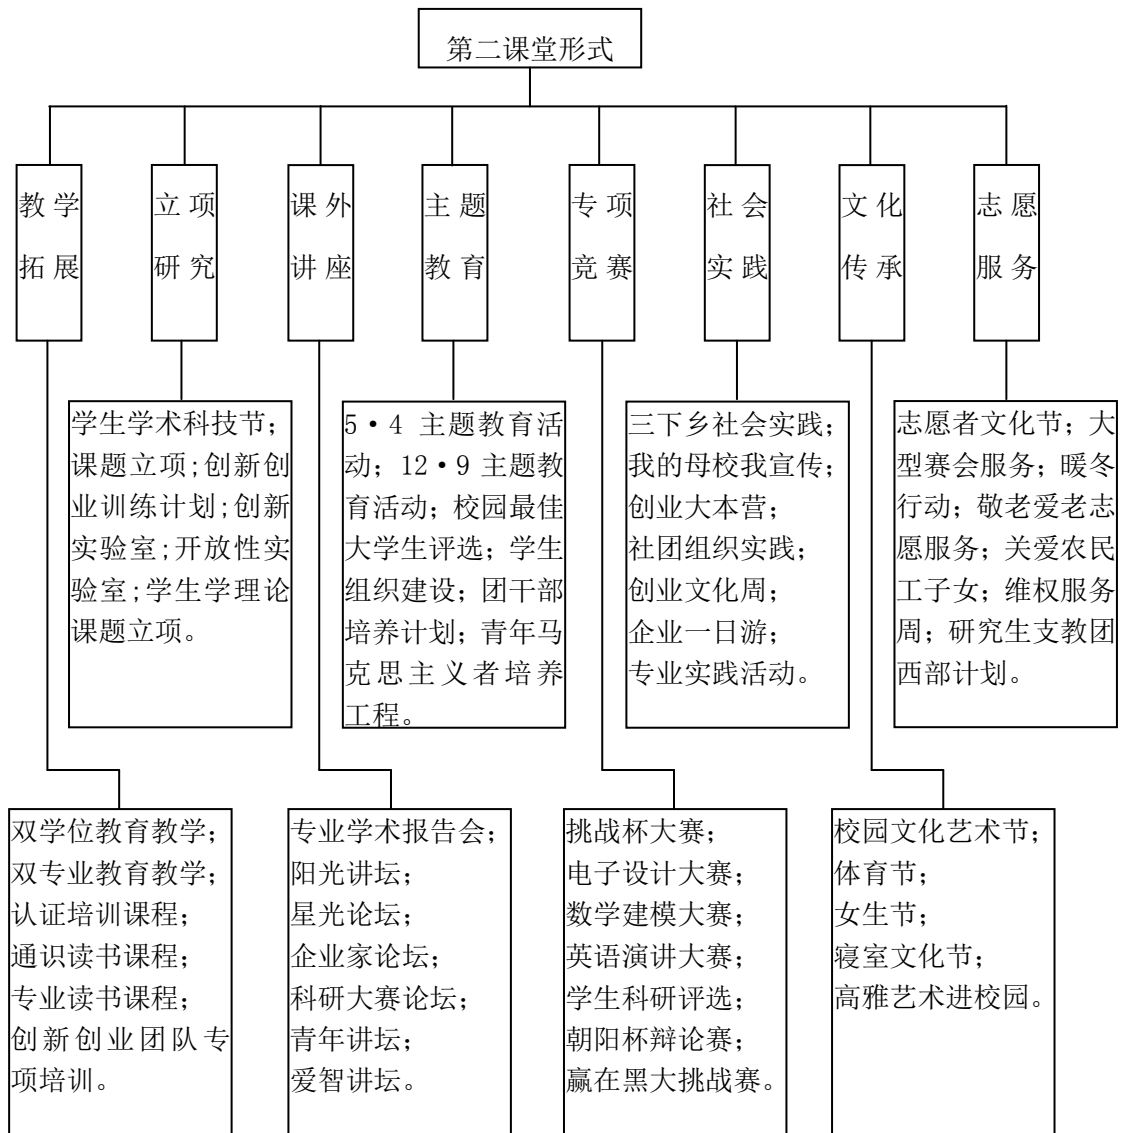 第二课堂形式
教学
拓展
立项
研究
课外
讲座
主题
教育
专项
竞赛
社会
实践
文化
传承
志愿
服务
学生学术科技节;
课题立项;创新创
业训练计划;创新
实验室;开放性实
验室;学生学理论
课题立项。
5·4 主题教育活
动；12·9 主题教
育活动；校园最佳
大学生评选；学生
组织建设；团干部
培养计划；青年马
克思主义者培养
工程。
三下乡社会实践；
我的母校我宣传；
创业大本营；
社团组织实践；
创业文化周；
企业一日游；
专业实践活动。
志愿者文化节；大
型赛会服务；暖冬
行动；敬老爱老志
愿服务；关爱农民
工子女；维权服务
周；研究生支教团
西部计划。
双学位教育教学；
双专业教育教学；
认证培训课程；
通识读书课程；
专业读书课程；
创新创业团队专
项培训。
专业学术报告会；
阳光讲坛；
星光论坛；
企业家论坛；
科研大赛论坛；
青年讲坛；
爱智讲坛。
挑战杯大赛；
电子设计大赛；
数学建模大赛；
英语演讲大赛；
学生科研评选；
朝阳杯辩论赛；
赢在黑大挑战赛。
校园文化艺术节；
体育节；
女生节；
寝室文化节；
高雅艺术进校园。